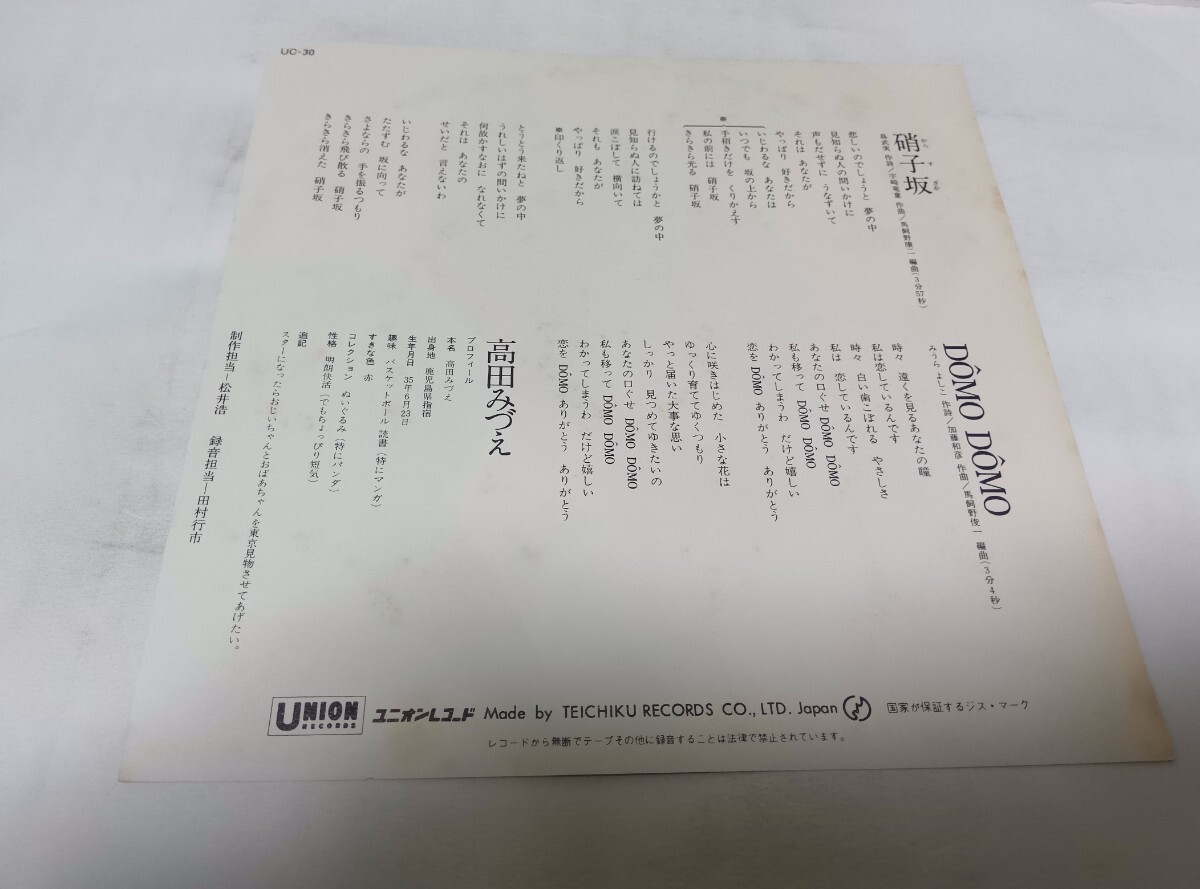 UC-30
硝子坂
がらすざか
島武実 作詩/宇崎竜童 作曲/馬飼野康二 編曲(3分57秒)
悲しいのでしょうと 夢の中
見知らぬ人の問いかけに
声もだせずに うなずいて
それは あなたが
やっぱり 好きだから
※
いじわるな あなたは
いつでも 坂の上から
手招きだけを くりかえす
私の前には 硝子坂
きらきら光る 硝子坂
行けるのでしょうかと 夢の中
見知らぬ人に訪ねては
涙こぼして 横向いて
それも あなたが
やっぱり 好きだから
※印くり返し
とうとう来たねと 夢の中
うれしいはずの問いかけに
何故かすなおに なれなくて
それは あなたの
せいだと 言えないわ
いじわるな あなたが
たたずむ 坂に向って
さよならの 手を振るつもり
きらきら飛び散る 硝子坂
きらきら消えた 硝子坂
DÔMO DÔMO
みうらよしこ 作詩/加藤和彦 作曲/馬飼野俊一 編曲(3分4秒)
時々 遠くを見るあなたの瞳
私は恋しているんです
時々 白い歯こぼれる やさしさ
私は 恋しているんです
あなたの口ぐせ DÔMO DÔMO
私も移って DÔMO DÔMO
わかってしまうわ だけど嬉しい
恋を DÔMO ありがとう ありがとう
心に咲きはじめた 小さな花は
ゆっくり育ててゆくつもり
やっと届いた大事な思い
しっかり 見つめてゆきたいの
あなたの口ぐせ DÔMO DÔMO
私も移って DÔMO DÔMO
わかってしまうわ だけど嬉しい
恋を DÔMO ありがとう ありがとう
高田みづえ
プロフィール
本名 高田みづえ
出身地 鹿児島県指宿
生年月日 35年6月23日
趣味 バスケットボール 読書(特にマンガ)
すきな色 赤
コレクション ぬいぐるみ(特にパンダ)
性格 明朗快活(でもちょっぴり短気)
追記
スターになったらおじいちゃんとおばあちゃんを東京見物させてあげたい。
制作担当―松井浩 録音担当―田村行市
UNION RECORDS ユニオンレコード Made by TEICHIKU RECORDS CO., LTD. Japan 国家が保証するジス・マーク
レコードから無断でテープその他に録音することは法律で禁止されています。